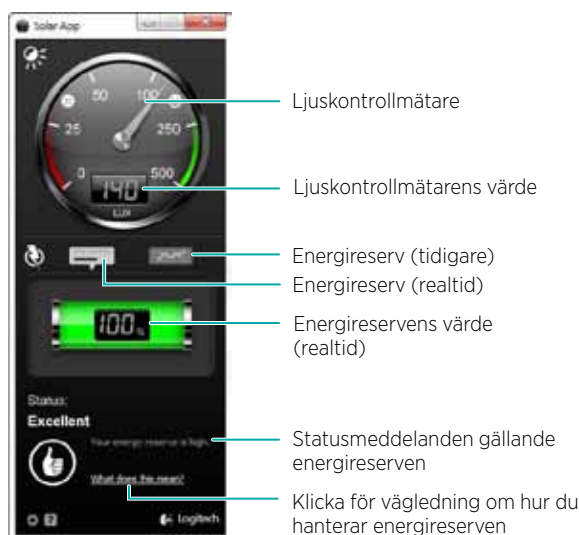 Solar App
50
100
25
250
0
500
140
Lux
100 %
Status:
Excellent
Your energy reserve is high.
What does this mean?
Logitech
Ljuskontrollmätare
Ljuskontrollmätarens värde
Energireserv (tidigare)
Energireserv (realtid)
Energireservens värde
(realtid)
Statusmeddelanden gällande
energireserven
Klicka för vägledning om hur du
hanterar energireserven